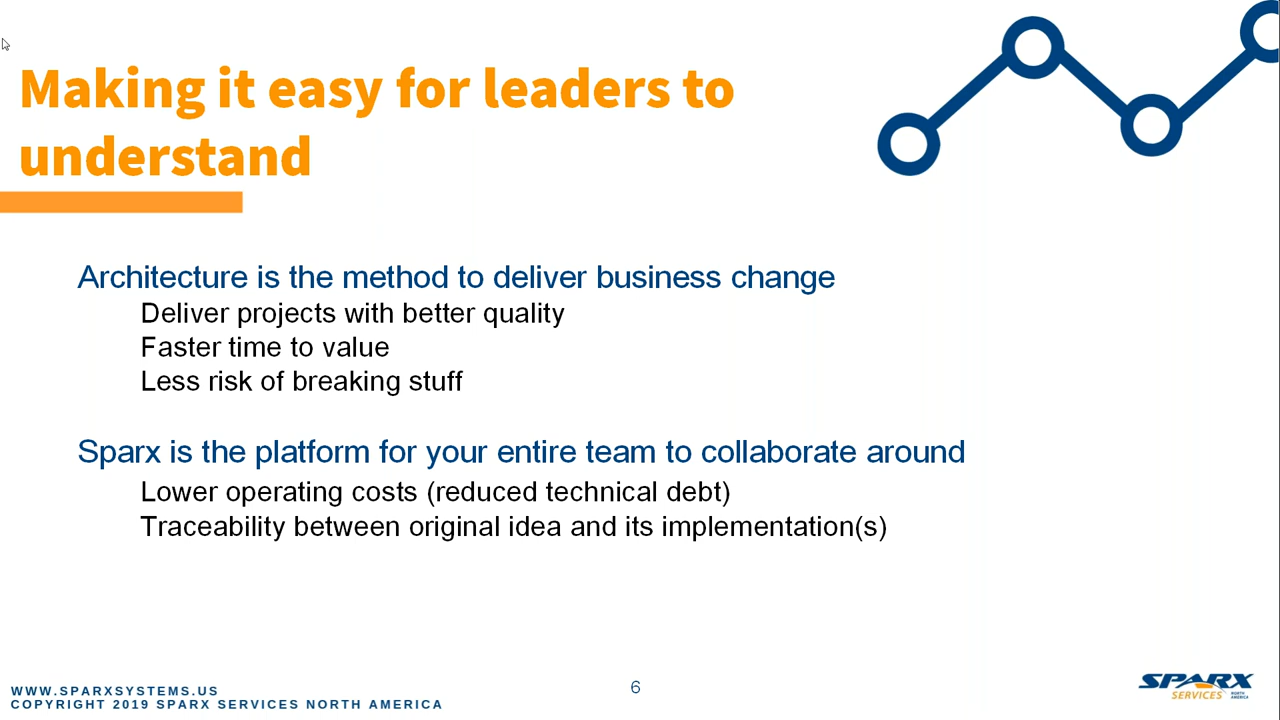 Making it easy for leaders to
understand
Architecture is the method to deliver business change
Deliver projects with better quality
Faster time to value
Less risk of breaking stuff
Sparx is the platform for your entire team to collaborate around
Lower operating costs (reduced technical debt)
Traceability between original idea and its implementation(s)
WWW.SPARXSYSTEMS.US
COPYRIGHT 2019 SPARX SERVICES NORTH AMERICA
6
SPARX
SERVICES
NORTH
AMERICA